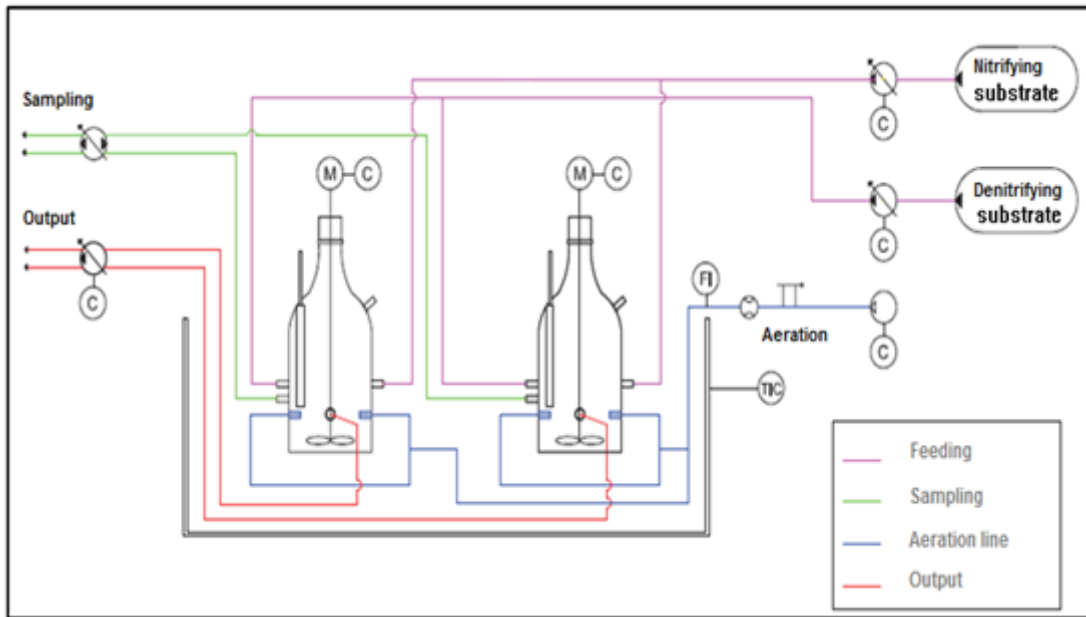 Nitrifying
substrate
Sampling
C
M
C
M
C
Denitrifying
substrate
Output
C
C
FI
Aeration
C
TIC
Feeding
Sampling
Aeration line
Output